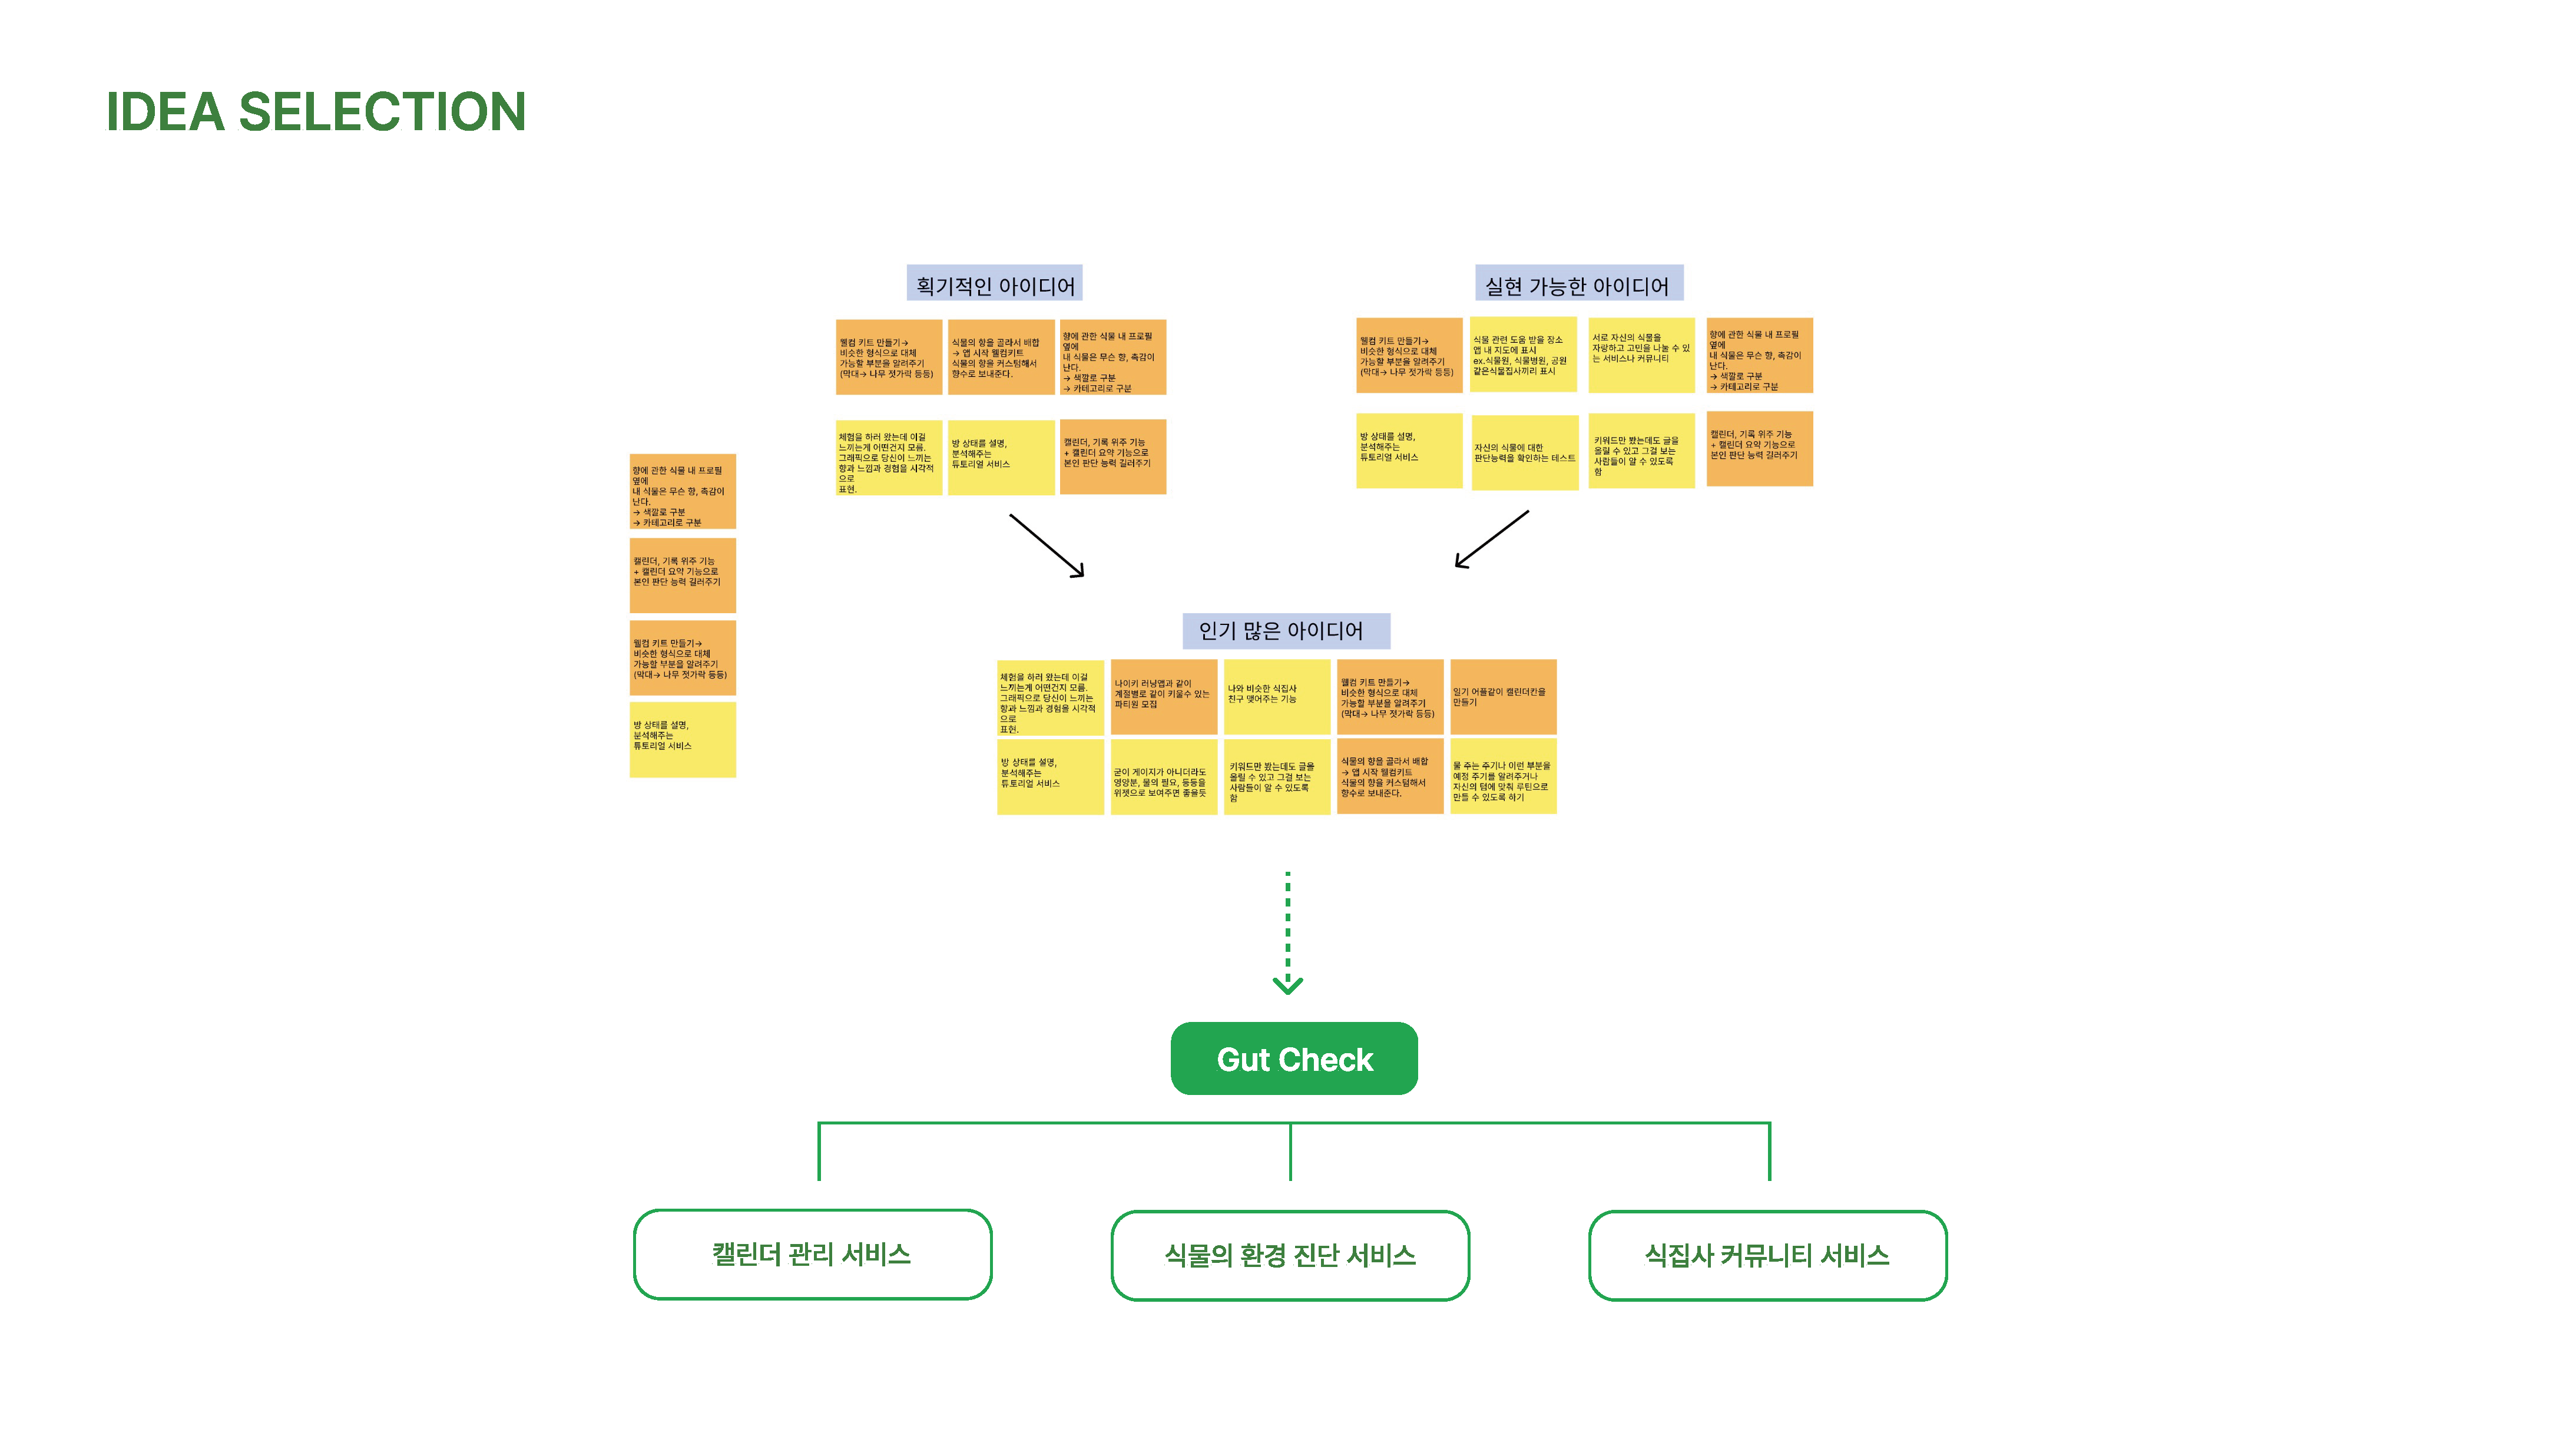 IDEA SELECTION
획기적인 아이디어
웰컴 키트 만들기→
비슷한 형식으로 대체
가능할 부분을 알려주기
(막대→ 나무 젓가락 등등)
식물의 향을 골라서 배합
→ 앱 시작 웰컴키트
식물의 향을 커스텀해서
향수로 보내준다.
향에 관한 식물 내 프로필
옆에
내 식물은 무슨 향, 촉감이
난다.
→ 색깔로 구분
→ 카테고리로 구분
체험을 하러 왔는데 이걸
느끼는게 어떤건지 모름.
그래픽으로 당신이 느끼는
향과 느낌과 경험을 시각적
으로
표현.
방 상태를 설명,
분석해주는
튜토리얼 서비스
캘린더, 기록 위주 기능
+ 캘린더 요약 기능으로
본인 판단 능력 길러주기
실현 가능한 아이디어
웰컴 키트 만들기→
비슷한 형식으로 대체
가능할 부분을 알려주기
(막대→ 나무 젓가락 등등)
식물 관련 도움 받을 장소
앱 내 지도에 표시
ex.식물원, 식물병원, 공원
같은식물집사끼리 표시
서로 자신의 식물을
자랑하고 고민을 나눌 수 있
는 서비스나 커뮤니티
향에 관한 식물 내 프로필
옆에
내 식물은 무슨 향, 촉감이
난다.
→ 색깔로 구분
→ 카테고리로 구분
방 상태를 설명,
분석해주는
튜토리얼 서비스
자신의 식물에 대한
판단능력을 확인하는 테스트
키워드만 봤는데도 글을
올릴 수 있고 그걸 보는
사람들이 알 수 있도록
함
캘린더, 기록 위주 기능
+ 캘린더 요약 기능으로
본인 판단 능력 길러주기
향에 관한 식물 내 프로필
옆에
내 식물은 무슨 향, 촉감이
난다.
→ 색깔로 구분
→ 카테고리로 구분
캘린더, 기록 위주 기능
+ 캘린더 요약 기능으로
본인 판단 능력 길러주기
웰컴 키트 만들기→
비슷한 형식으로 대체
가능할 부분을 알려주기
(막대→ 나무 젓가락 등등)
방 상태를 설명,
분석해주는
튜토리얼 서비스
인기 많은 아이디어
체험을 하러 왔는데 이걸
느끼는게 어떤건지 모름.
그래픽으로 당신이 느끼는
향과 느낌과 경험을 시각적
으로
표현.
나이키 러닝앱과 같이
계절별로 같이 키울수 있는
파티원 모집
나와 비슷한 식집사
친구 맺어주는 기능
웰컴 키트 만들기→
비슷한 형식으로 대체
가능할 부분을 알려주기
(막대→ 나무 젓가락 등등)
일기 어플같이 캘린더칸을
만들기
방 상태를 설명,
분석해주는
튜토리얼 서비스
굳이 게이지가 아니더라도
영양분, 물의 필요, 등등을
위젯으로 보여주면 좋을듯
키워드만 봤는데도 글을
올릴 수 있고 그걸 보는
사람들이 알 수 있도록
함
식물의 향을 골라서 배합
→ 앱 시작 웰컴키트
식물의 향을 커스텀해서
향수로 보내준다.
물 주는 주기나 이런 부분을
예정 주기를 알려주거나
자신의 텀에 맞춰 루틴으로
만들 수 있도록 하기
Gut Check
캘린더 관리 서비스
식물의 환경 진단 서비스
식집사 커뮤니티 서비스